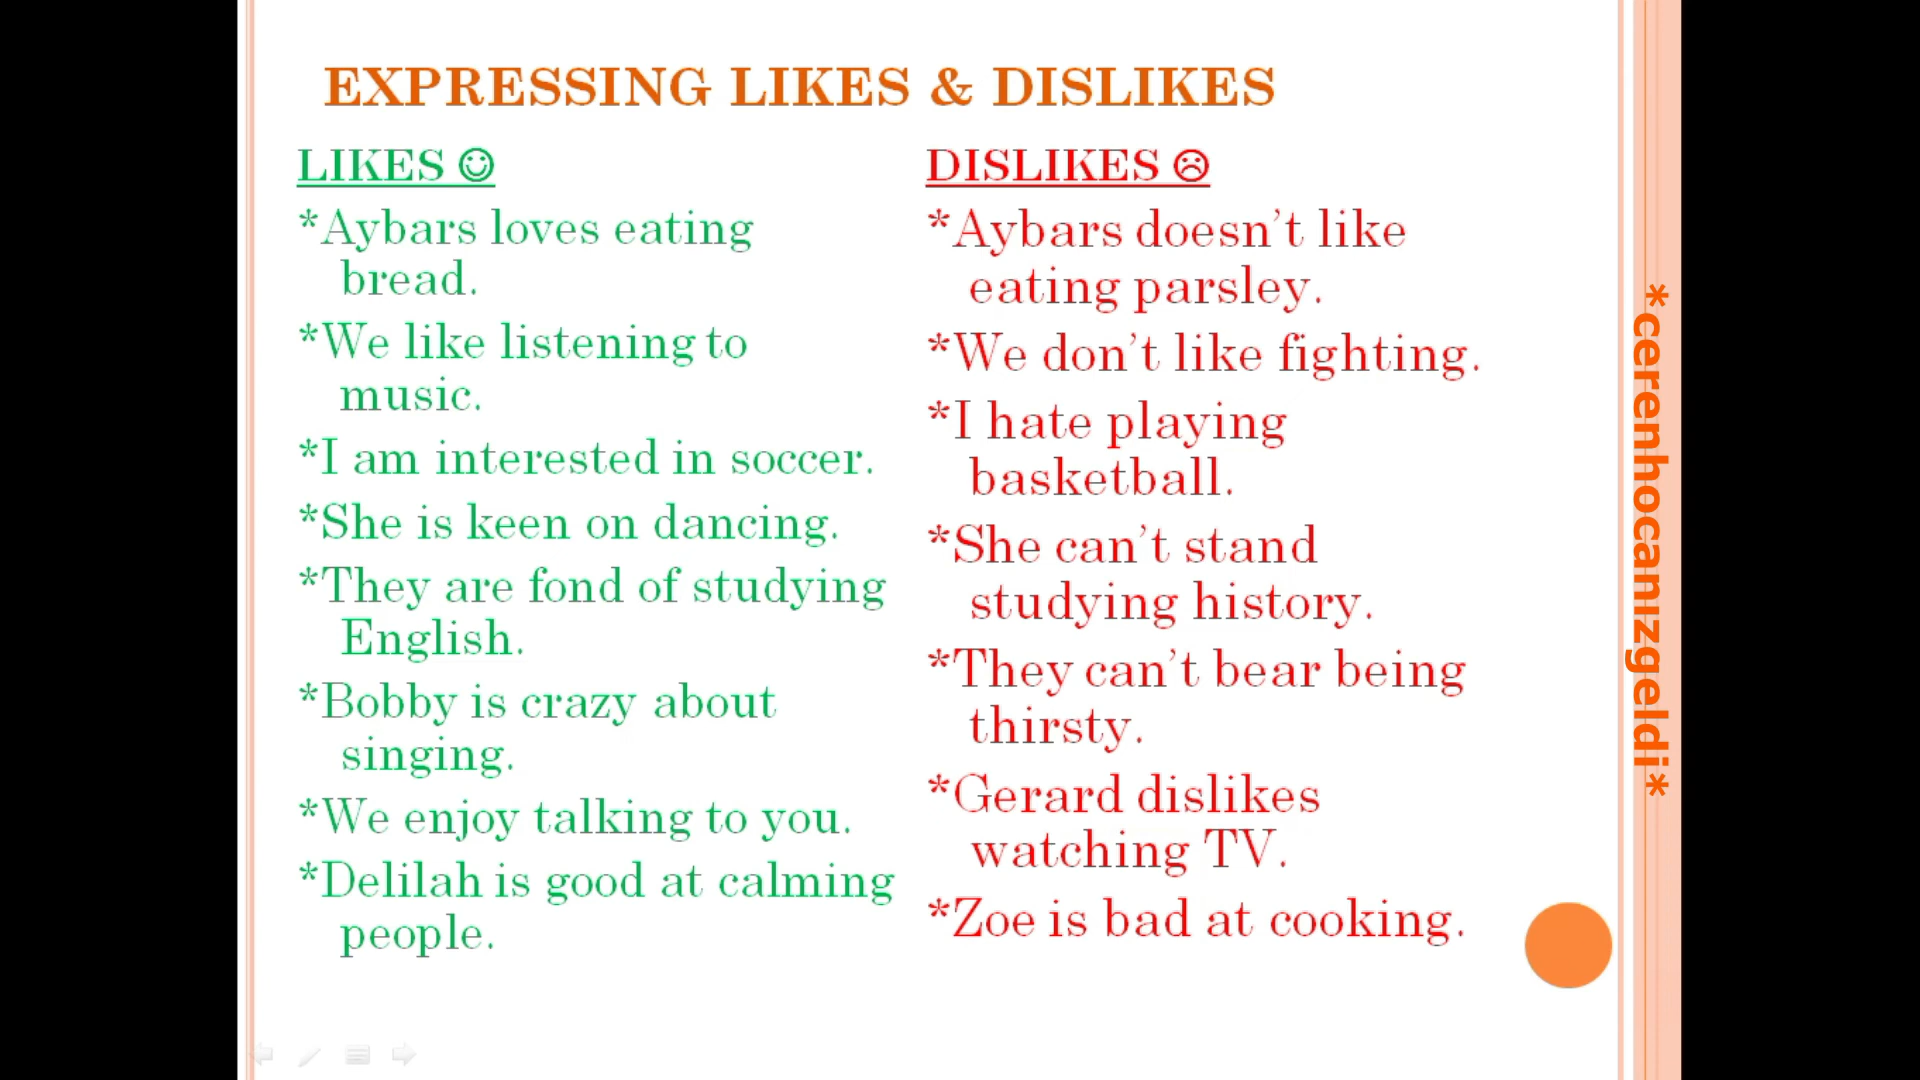 EXPRESSING LIKES & DISLIKES
LIKES ☺
*Aybars loves eating
bread.
*We like listening to
music.
*I am interested in soccer.
*She is keen on dancing.
*They are fond of studying
English.
*Bobby is crazy about
singing.
*We enjoy talking to you.
*Delilah is good at calming
people.
DISLIKES ☹
*Aybars doesn’t like
eating parsley.
*We don’t like fighting.
*I hate playing
basketball.
*She can’t stand
studying history.
*They can’t bear being
thirsty.
*Gerard dislikes
watching TV.
*Zoe is bad at cooking.
*cerenhocanızgeldi*